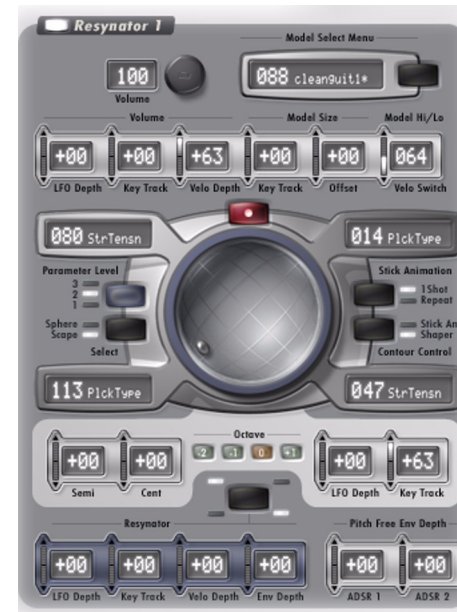 Resynator 1
Model Select Menu
100
088 cleanguit1*
Volume
Volume Model Size Model Hi/Lo
+00 +00 +63 +00 +00 064
LFO Depth Key Track Velo Depth Key Track Offset Velo Switch
080 StrTensn 014 PlckType
Parameter Level Stick Animation
3
2
1
1Shot
Repeat
Sphere
Scape
Stick An
Shaper
Select Contour Control
113 PlckType 047 StrTensn
Octave
-2 -1 0 +1
+00 +00 +00 +63
Semi Cent LFO Depth Key Track
Resynator Pitch Free Env Depth
+00 +00 +00 +00 +00 +00
LFO Depth Key Track Velo Depth Env Depth ADSR 1 ADSR 2